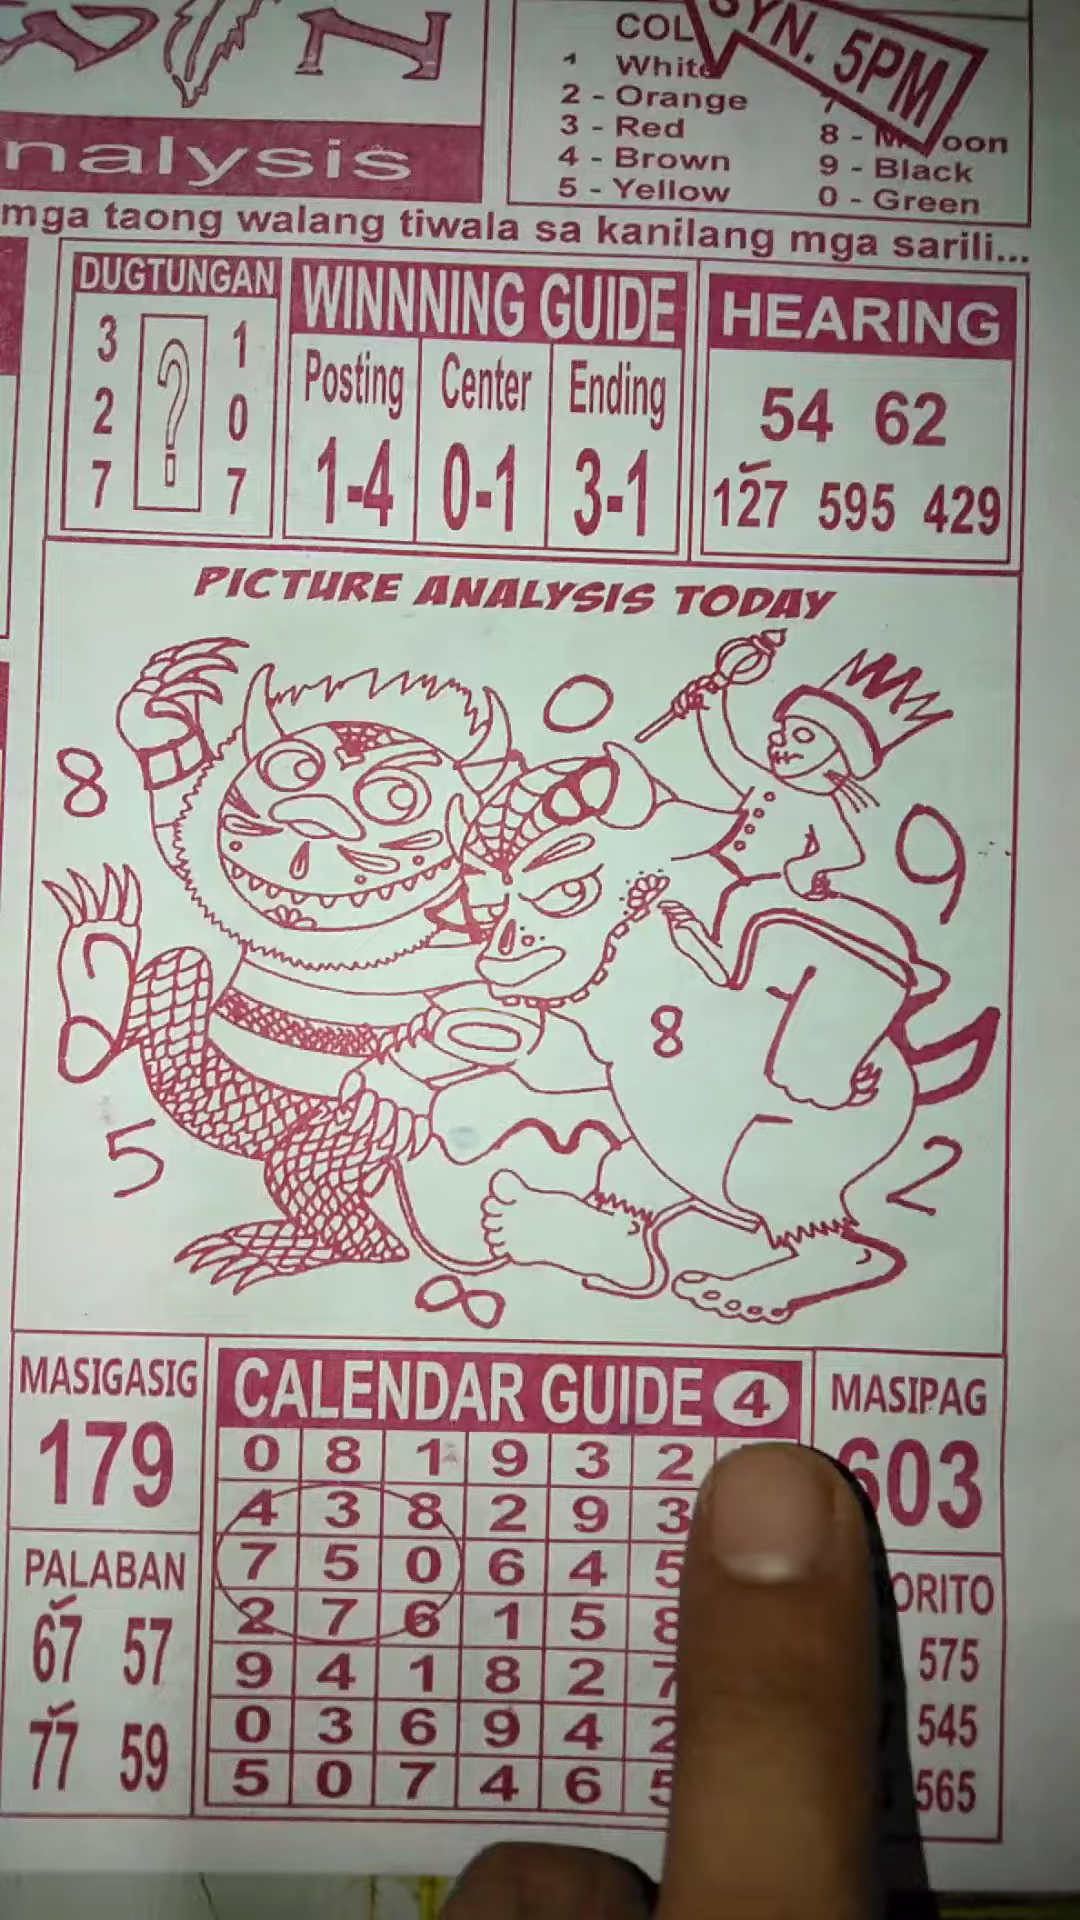 COL
SYN. 5PM
1 White
2 - Orange
3 - Red
8 - oon
4 - Brown
9 - Black
5 - Yellow
0 - Green
nalysis
mga taong walang tiwala sa kanilang mga sarili...
DUGTUNGAN
3 1
2 ? 0
7 7
WINNNING GUIDE
Posting Center Ending
1-4 0-1 3-1
HEARING
54 62
127 595 429
PICTURE ANALYSIS TODAY
0
8
9
8
5
2
8
MASIGASIG
179
PALABAN
67 57
77 59
CALENDAR GUIDE 4
0 8 1 9 3 2
4 3 8 2 9 3
7 5 0 6 4 5
2 7 6 1 5 8
9 4 1 8 2 7
0 3 6 9 4 2
5 0 7 4 6 5
MASIPAG
603
ORITO
575
545
565